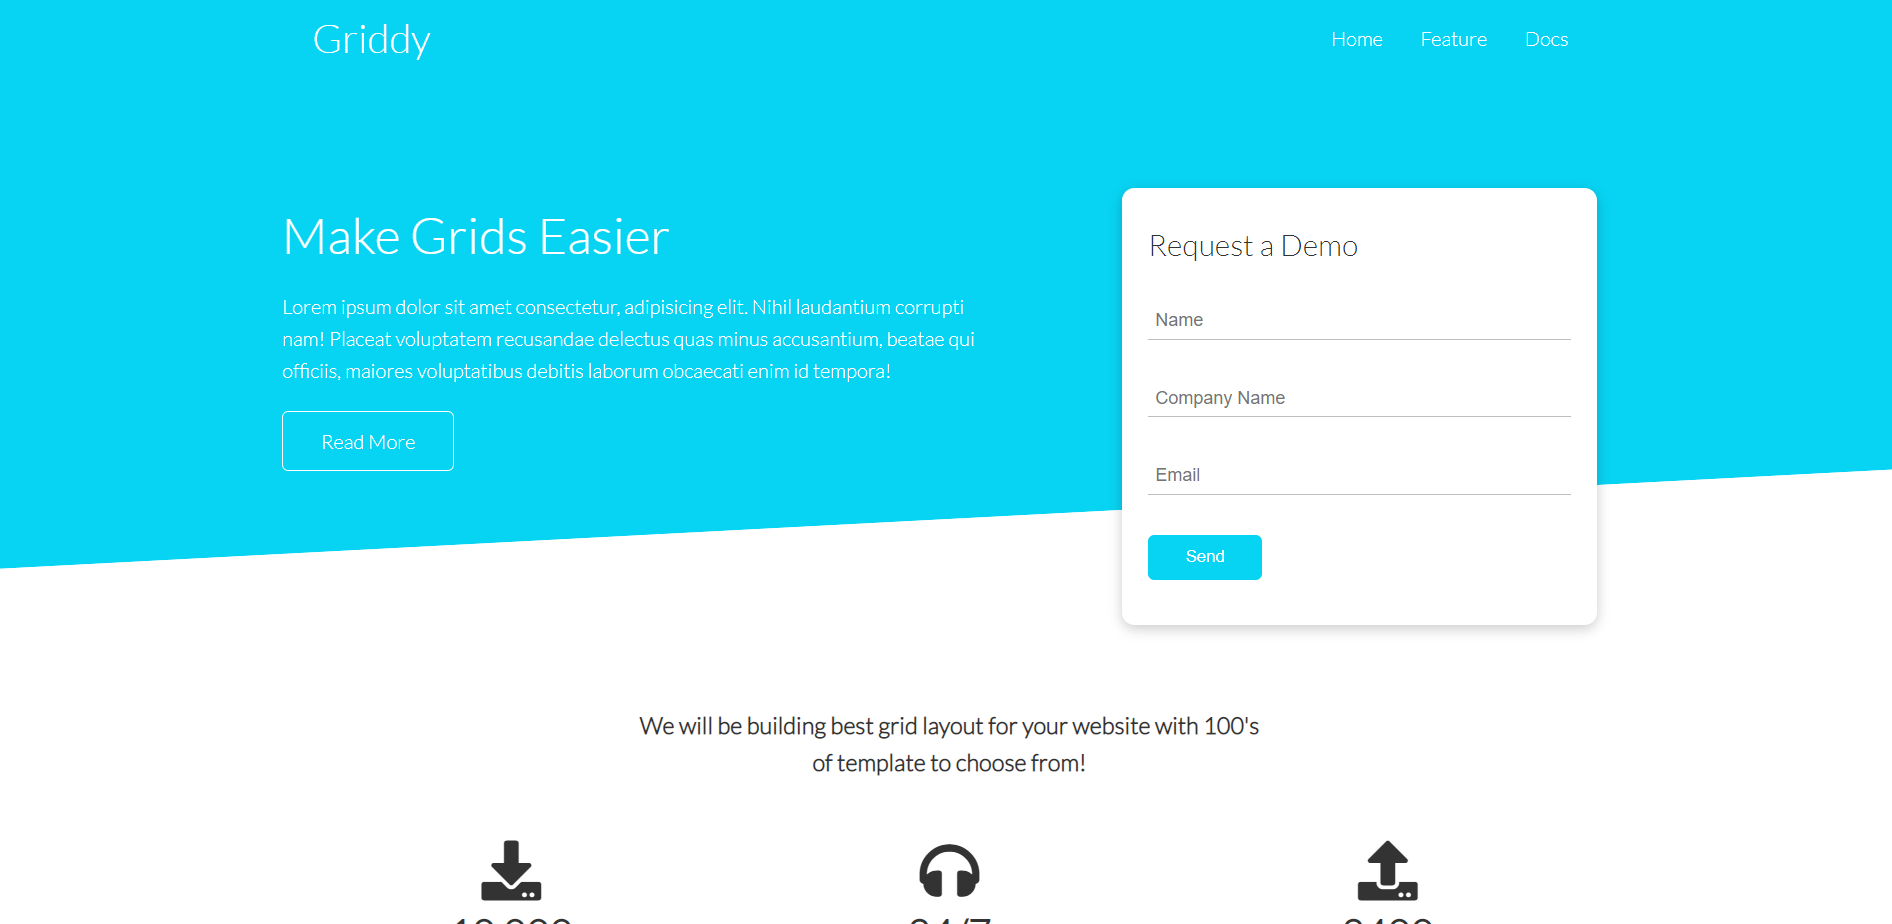 Griddy
Home
Feature
Docs
Make Grids Easier
Lorem ipsum dolor sit amet consectetur, adipisicing elit. Nihil laudantium corrupti
nam! Placeat voluptatem recusandae delectus quas minus accusantium, beatae qui
officiis, maiores voluptatibus debitis laborum obcaecati enim id tempora!
Read More
Request a Demo
Name
Company Name
Email
Send
We will be building best grid layout for your website with 100's
of template to choose from!
24/7